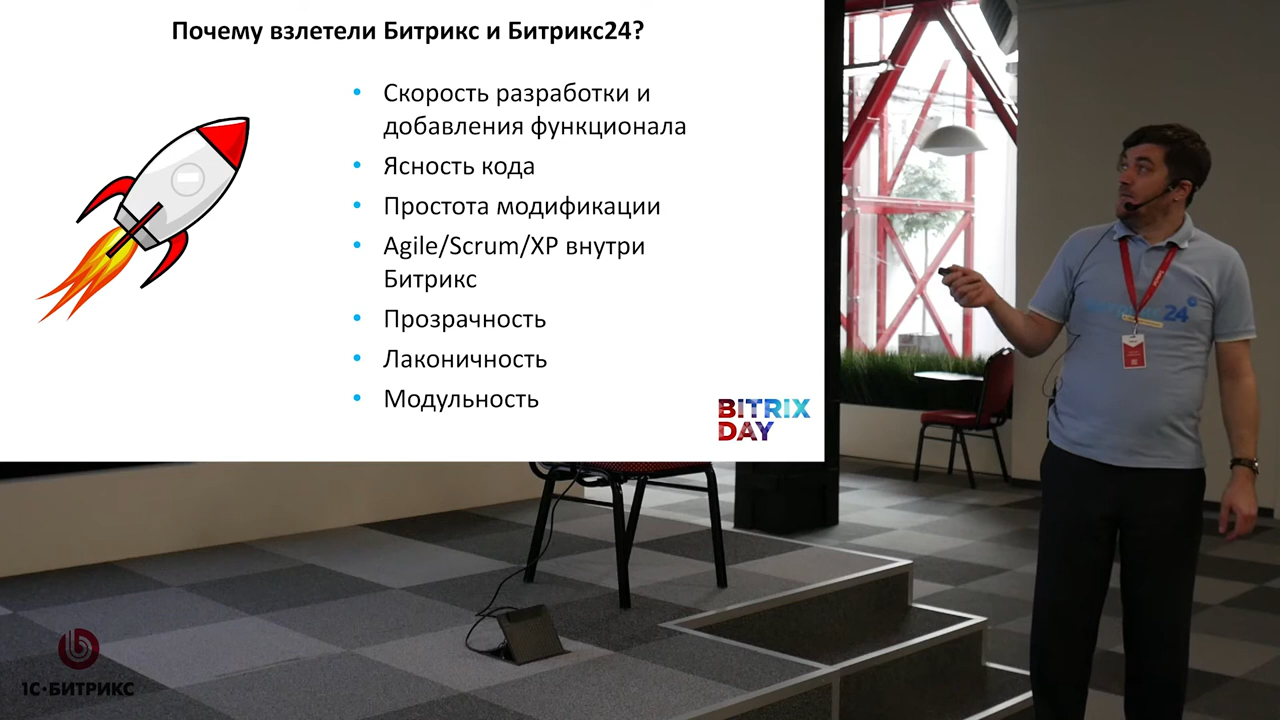 Почему взлетели Битрикс и Битрикс24?
• Скорость разработки и
добавления функционала
• Ясность кода
• Простота модификации
• Agile/Scrum/XP внутри
Битрикс
• Прозрачность
• Лаконичность
• Модульность
BITRIX
DAY
24
1С·БИТРИКС